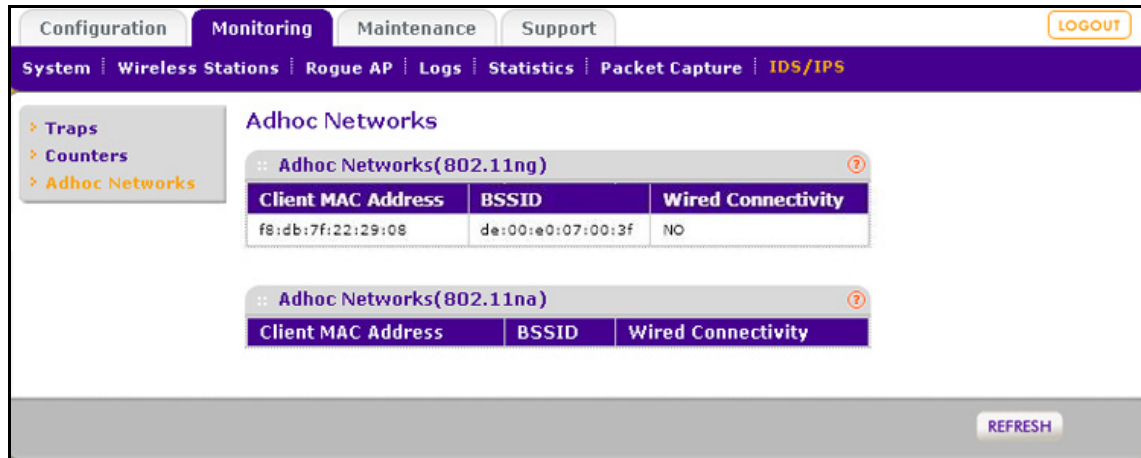 Configuration Monitoring Maintenance Support LOGOUT
System Wireless Stations Rogue AP Logs Statistics Packet Capture IDS/IPS
Traps
Counters
Adhoc Networks
Adhoc Networks
Adhoc Networks(802.11ng) ?
Client MAC Address BSSID Wired Connectivity
f8:db:7f:22:29:08 de:00:e0:07:00:3f NO
Adhoc Networks(802.11na) ?
Client MAC Address BSSID Wired Connectivity
REFRESH